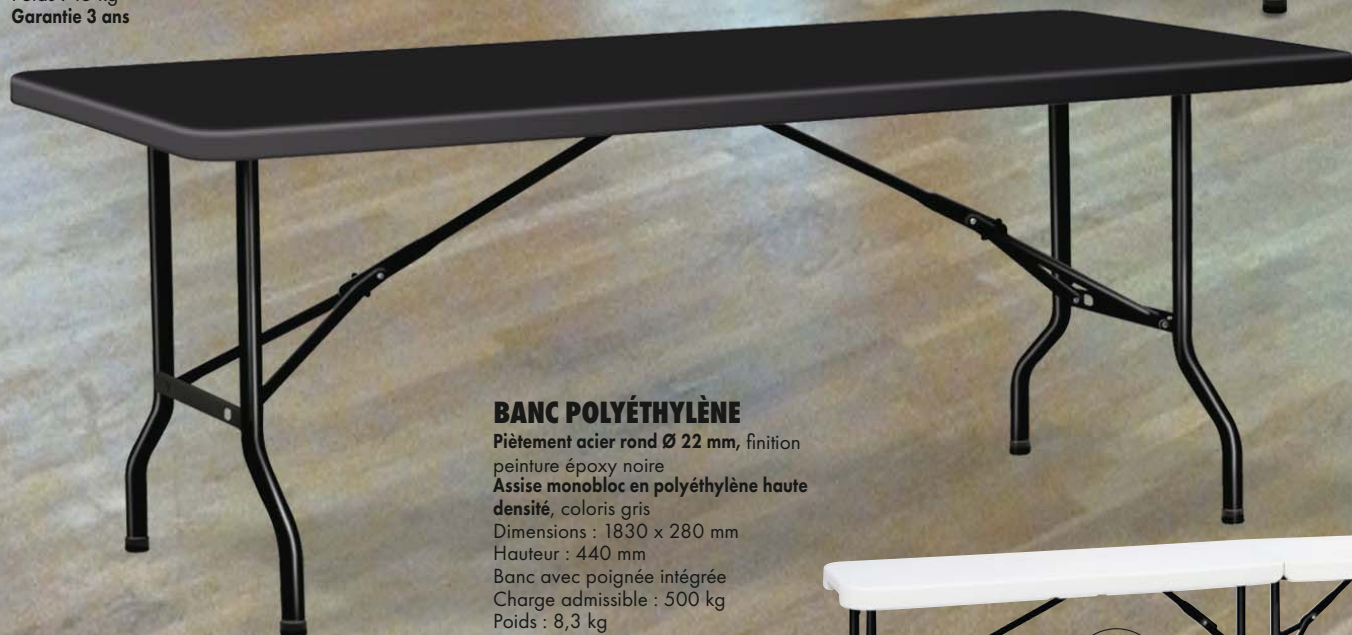 Garantie 3 ans
BANC POLYÉTHYLÈNE
Piètement acier rond Ø 22 mm, finition
peinture époxy noire
Assise monobloc en polyéthylène haute
densité, coloris gris
Dimensions : 1830 x 280 mm
Hauteur : 440 mm
Banc avec poignée intégrée
Charge admissible : 500 kg
Poids : 8,3 kg